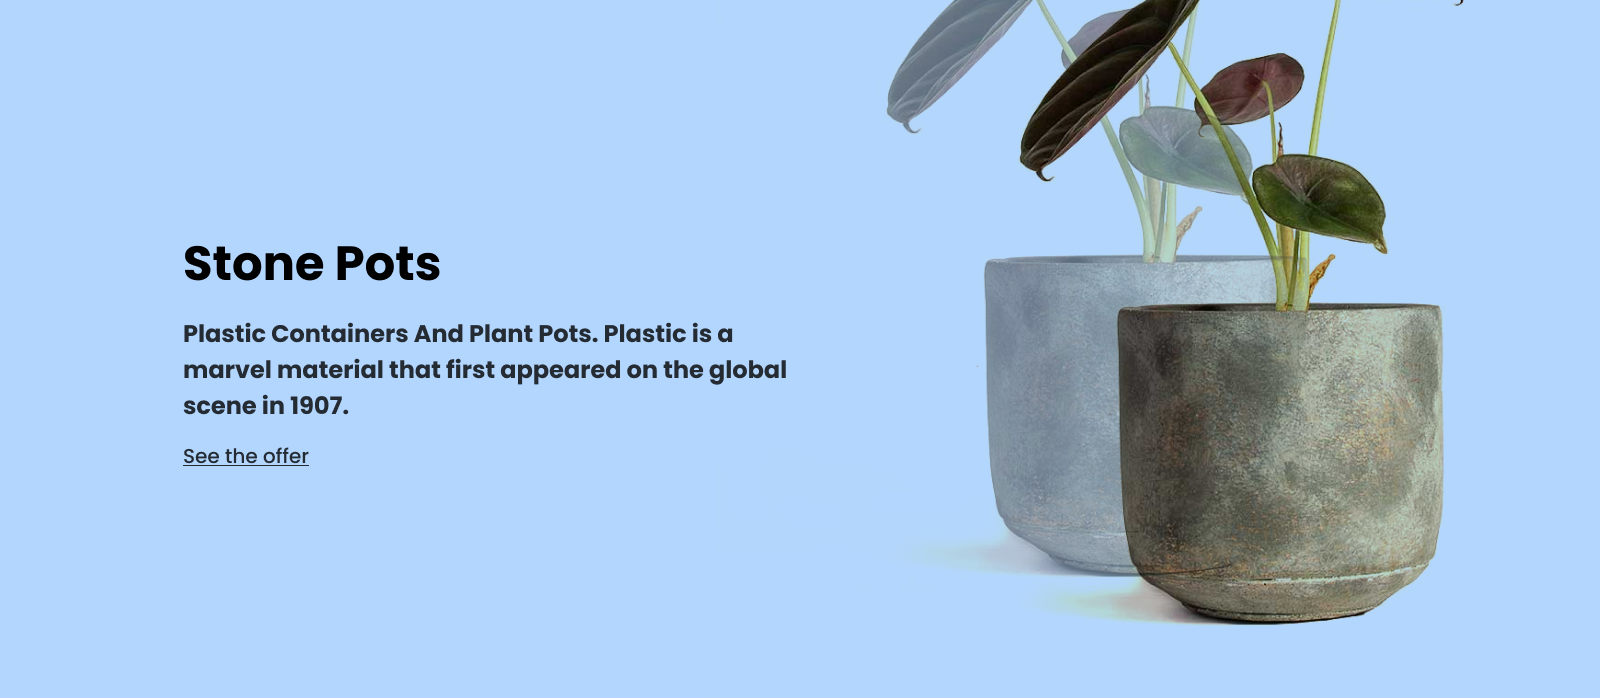 Stone Pots
Plastic Containers And Plant Pots. Plastic is a
marvel material that first appeared on the global
scene in 1907.
See the offer